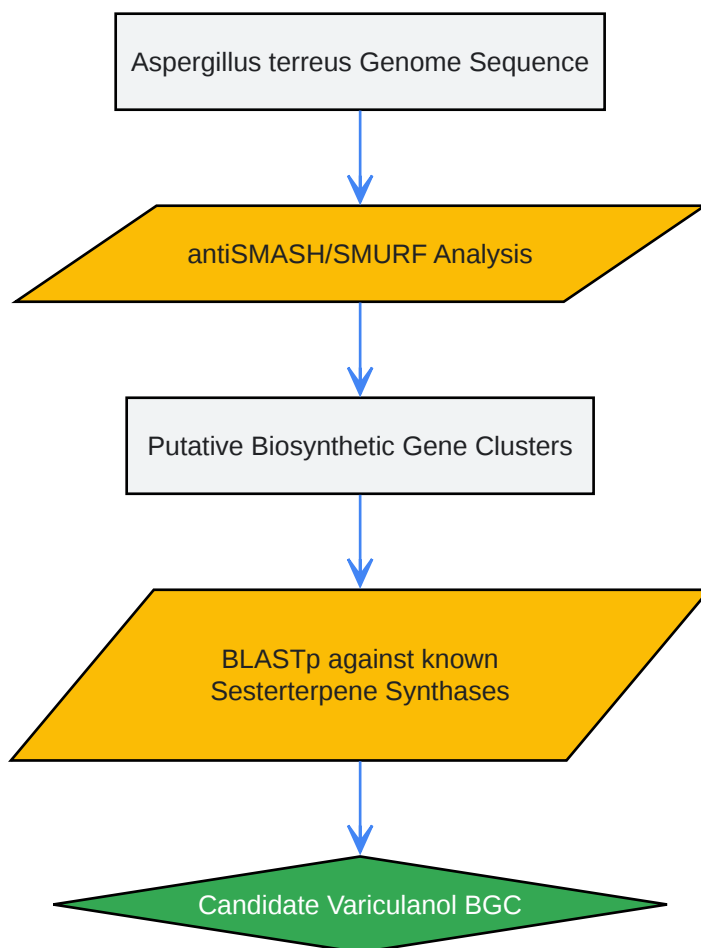 Aspergillus terreus Genome Sequence
antiSMASH/SMURF Analysis
Putative Biosynthetic Gene Clusters
BLASTp against known
Sesterterpene Synthases
Candidate Variculanol BGC